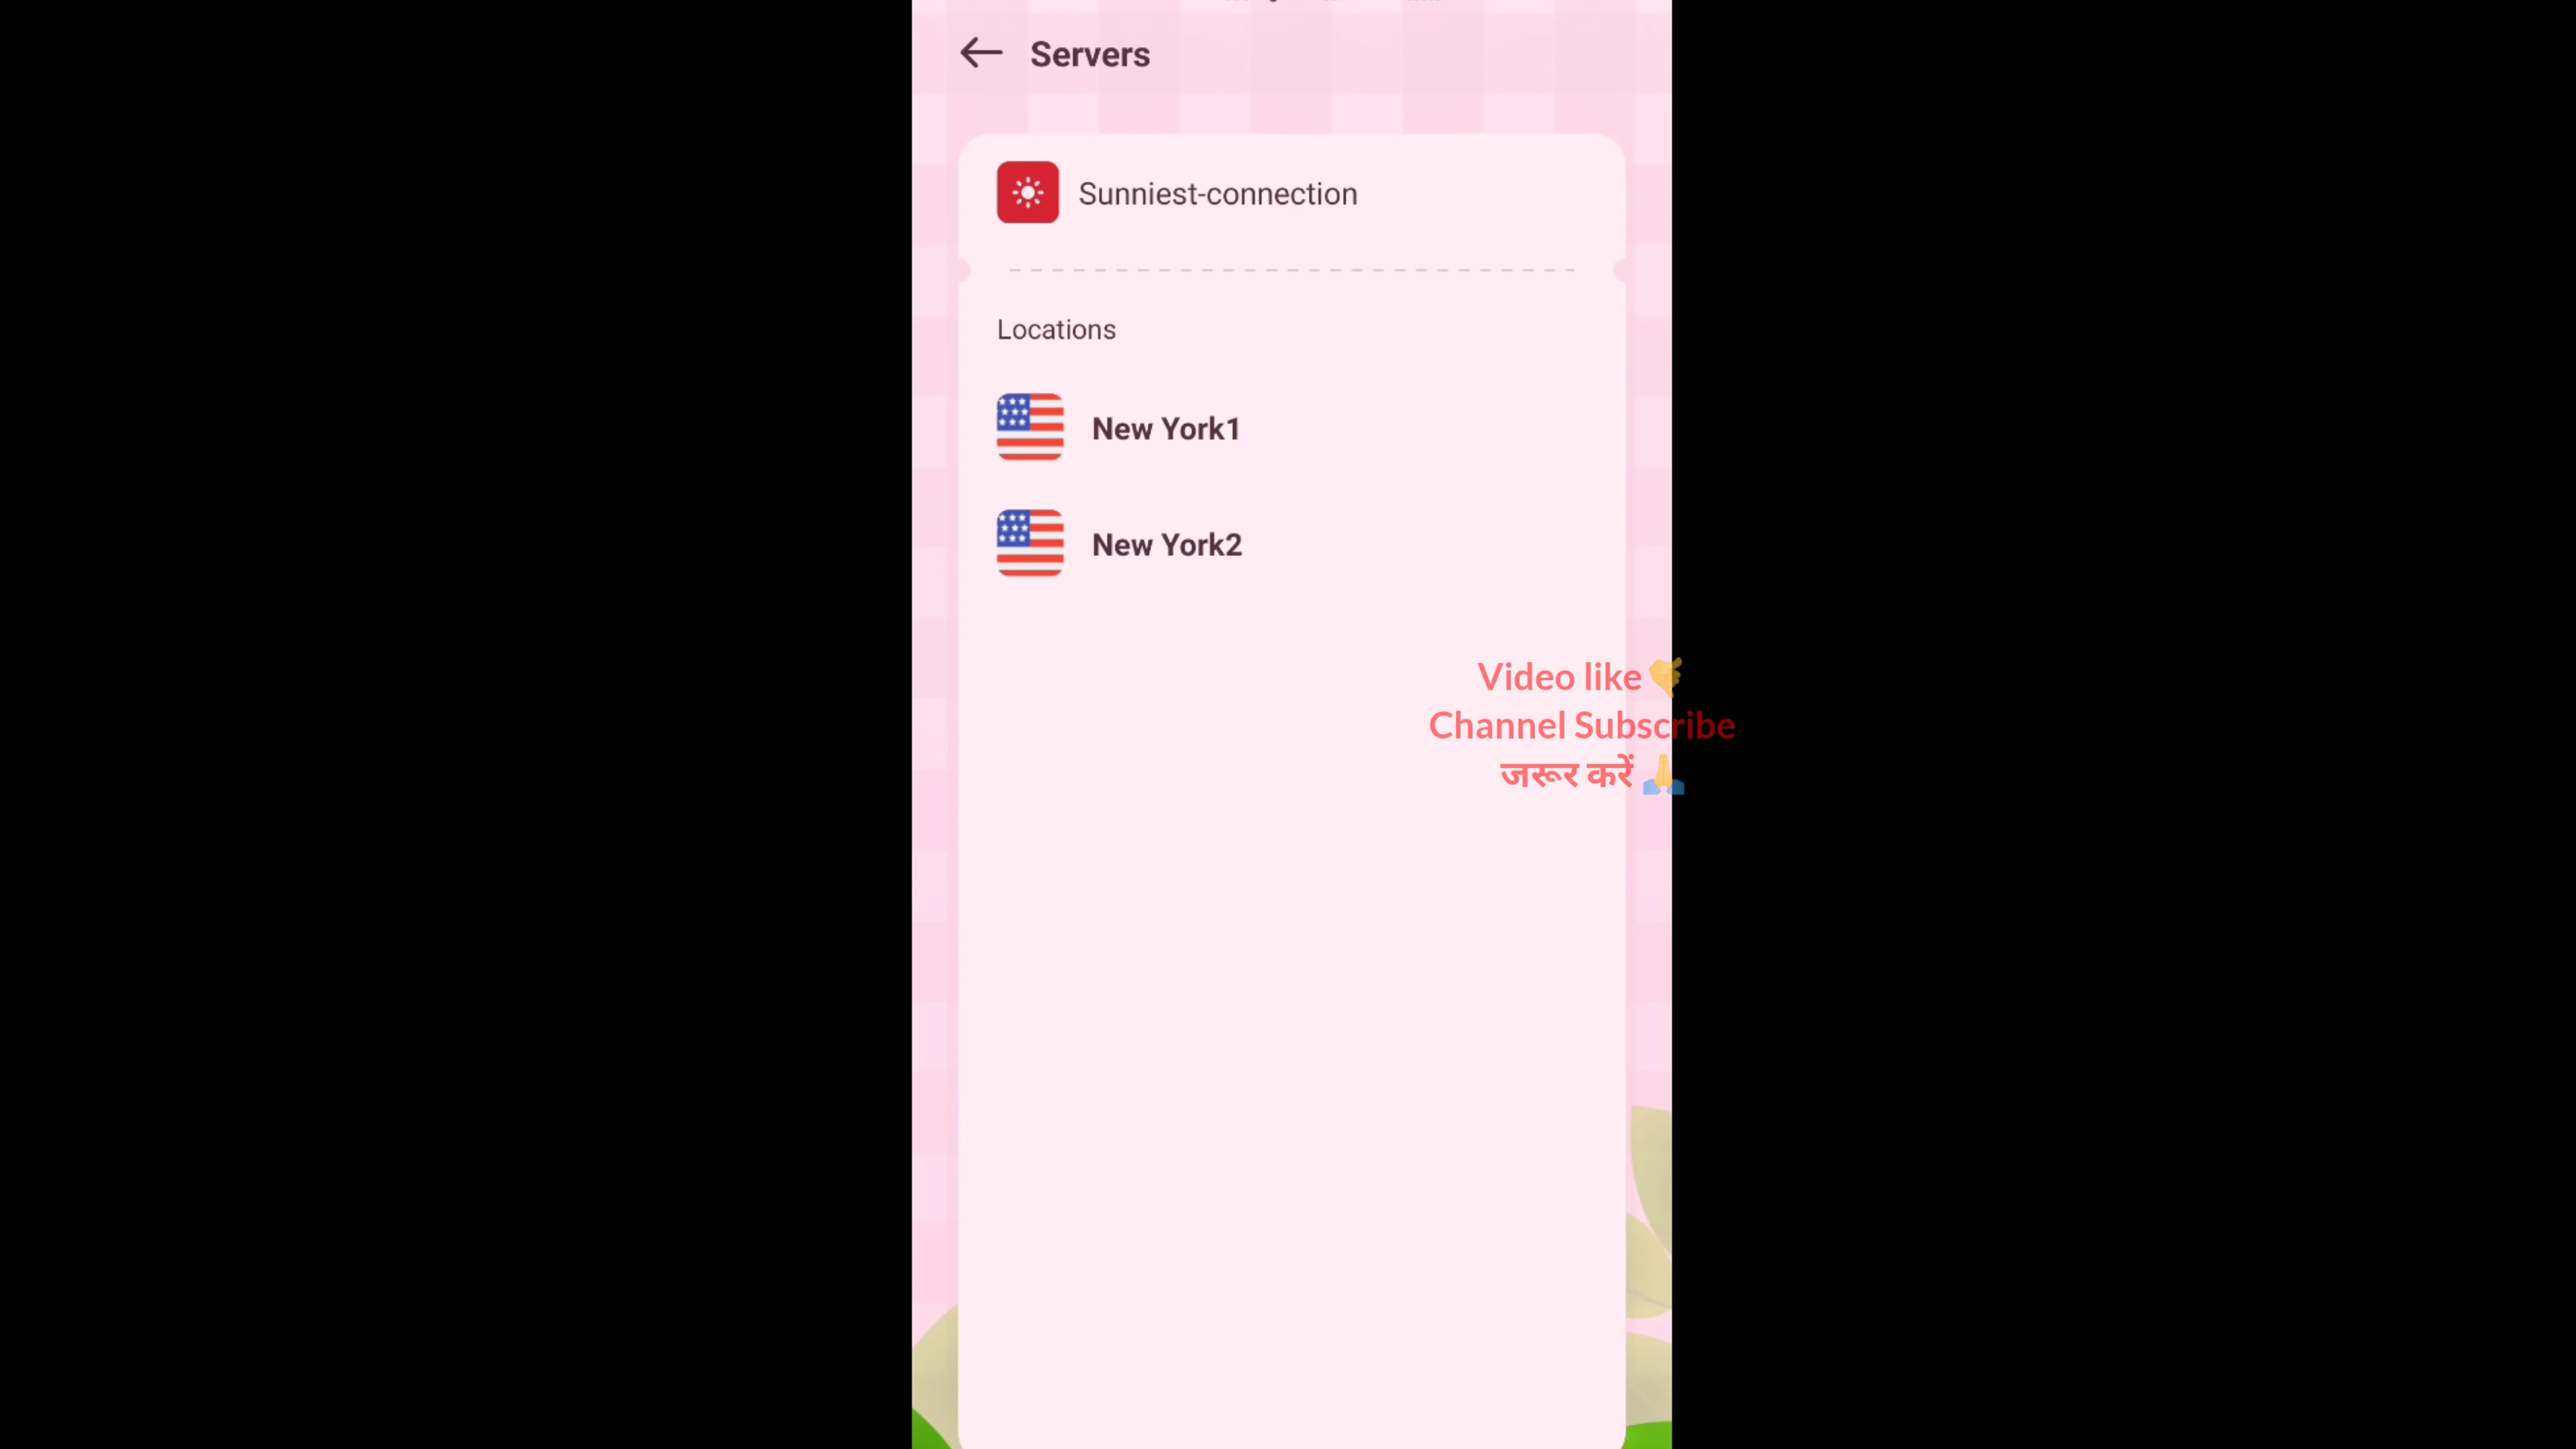 Servers
Sunniest-connection
Locations
New York1
New York2
Video like
Channel Subscribe
जरूर करें